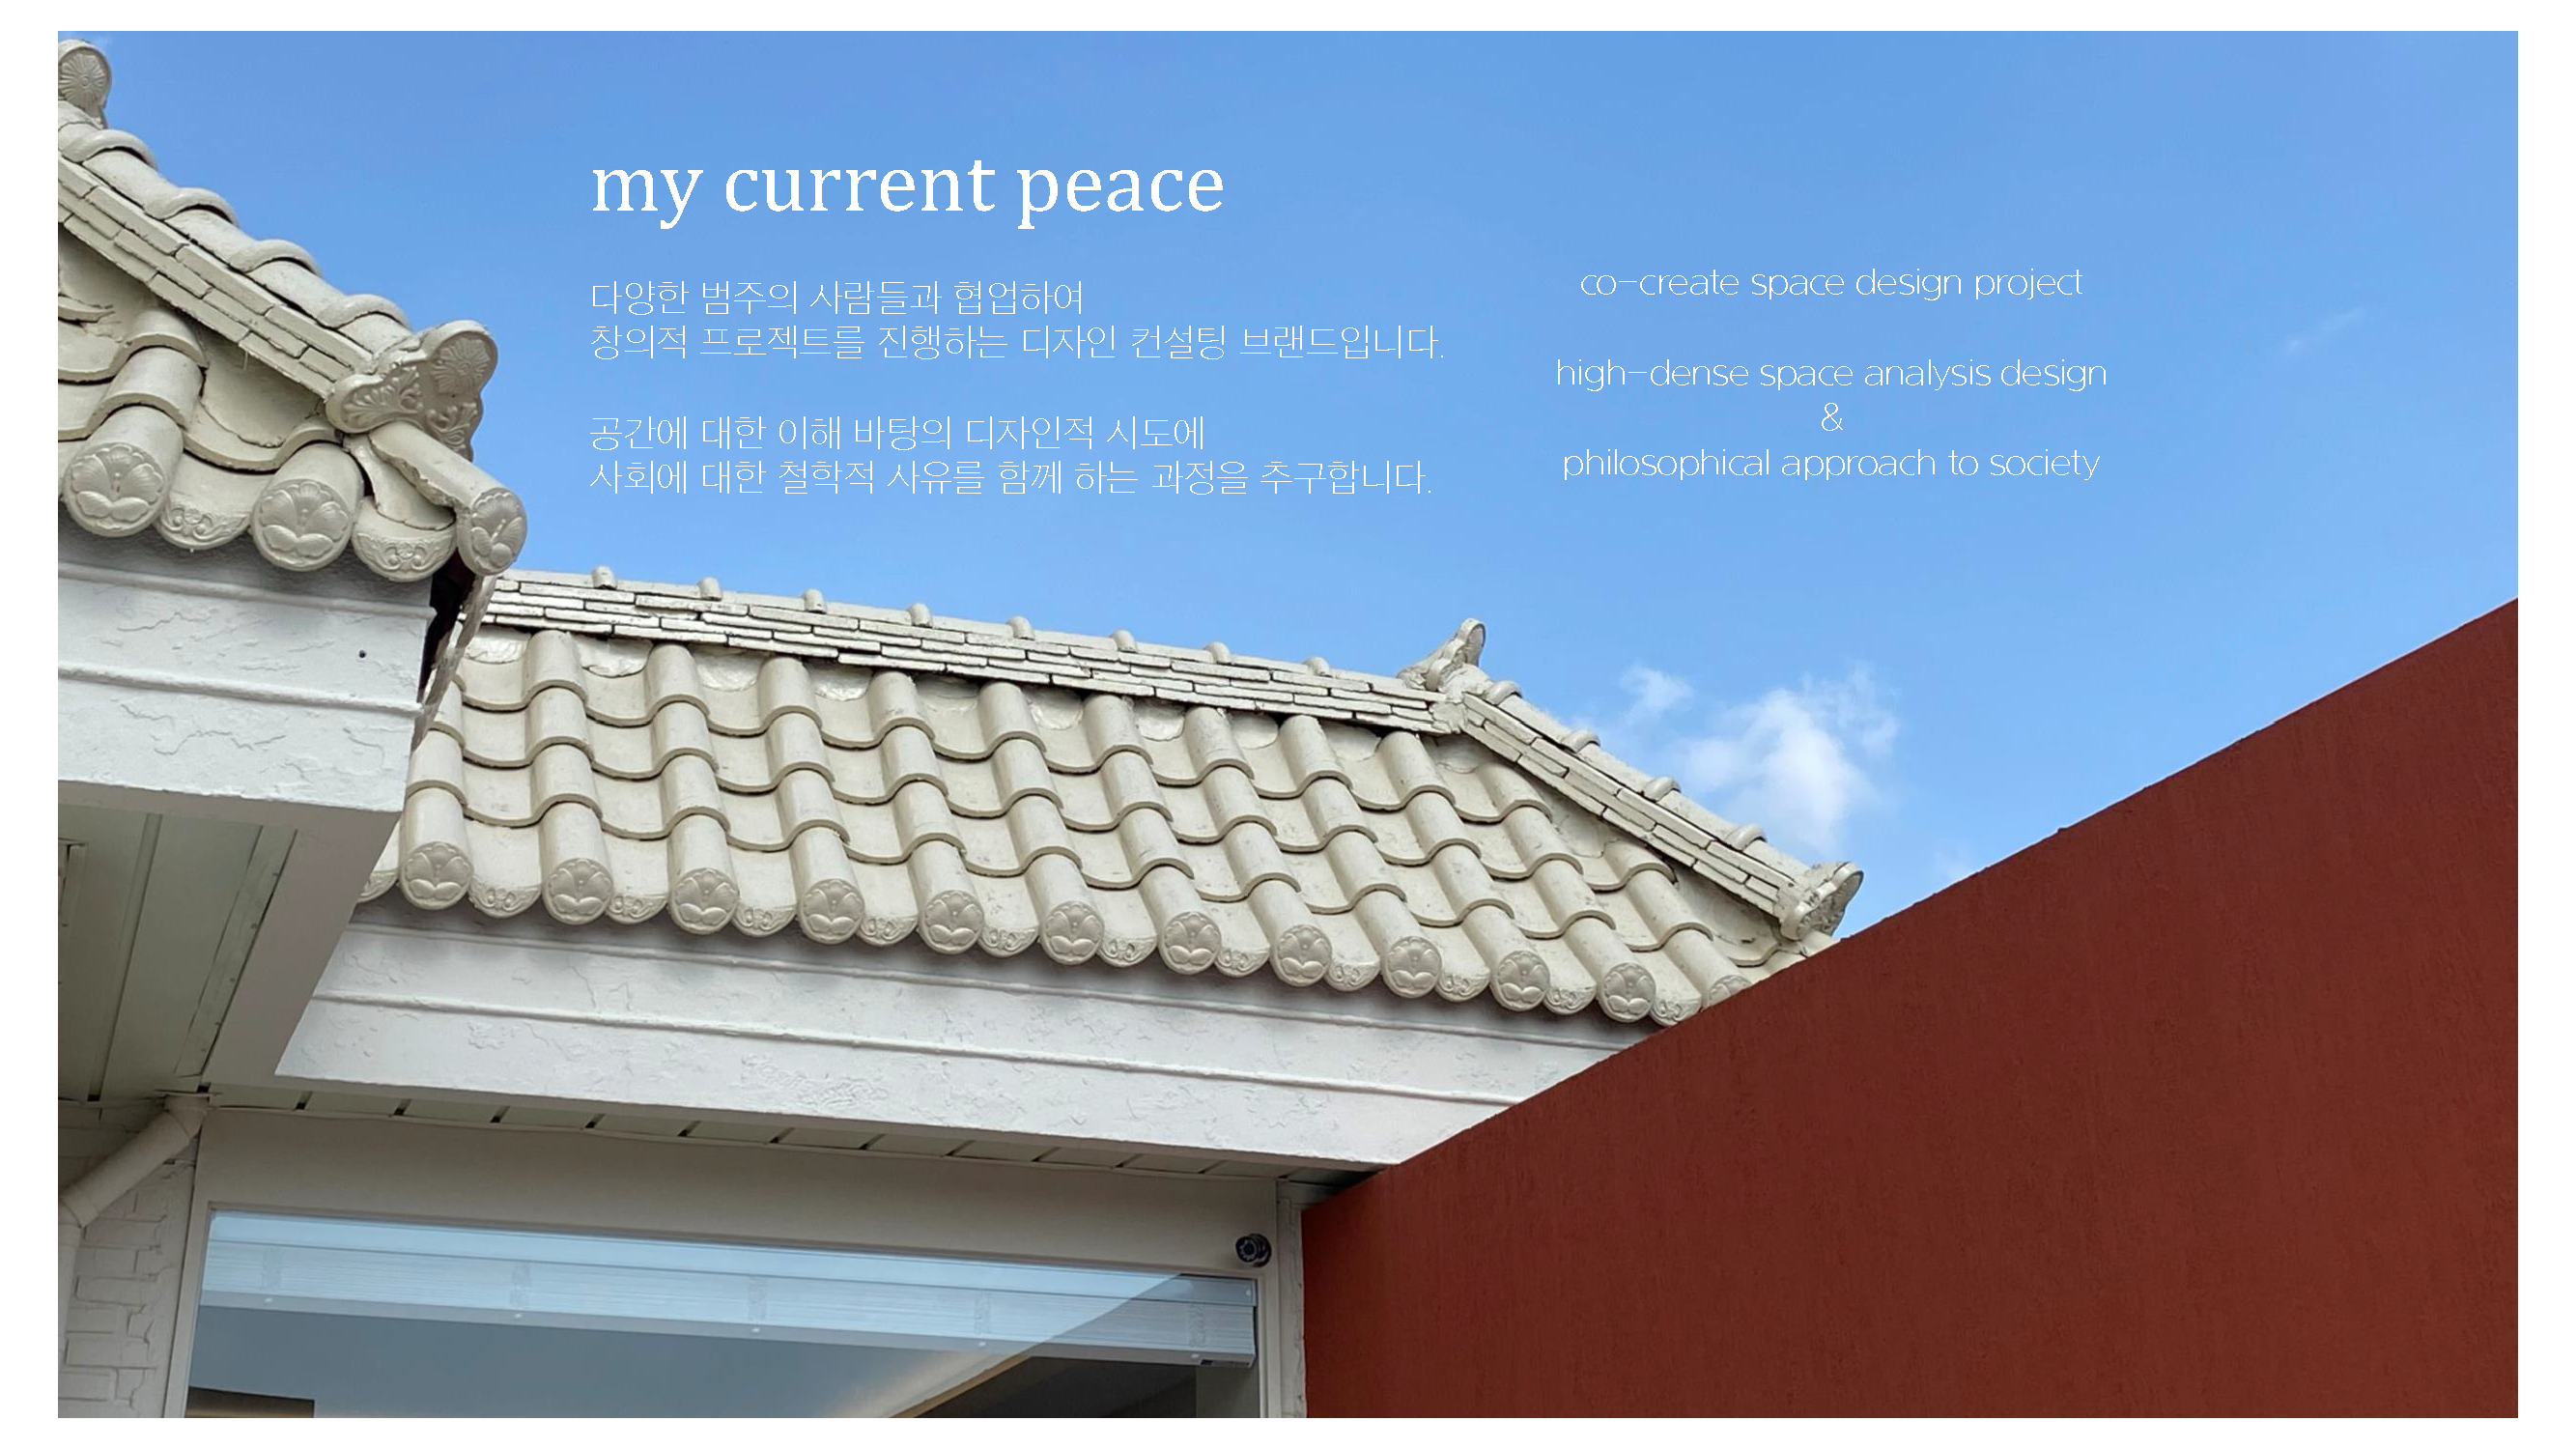 my current peace
다양한 범주의 사람들과 협업하여
창의적 프로젝트를 진행하는 디자인 컨설팅 브랜드입니다.
공간에 대한 이해 바탕의 디자인적 시도에
사회에 대한 철학적 사유를 함께 하는 과정을 추구합니다.
co-create space design project
high-dense space analysis design
&
philosophical approach to society